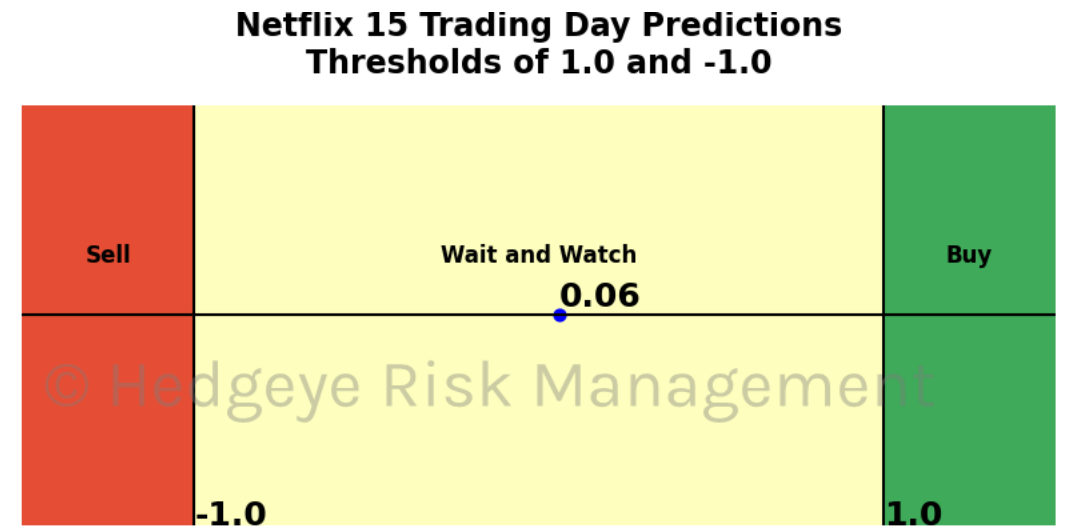 Netflix 15 Trading Day Predictions
Thresholds of 1.0 and -1.0
Sell
Wait and Watch
Buy
0.06
© Hedgeye Risk Management
-1.0
1.0